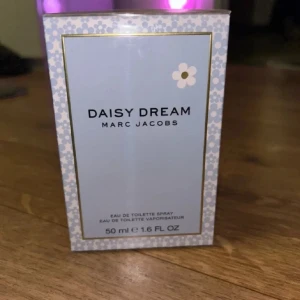 DAISY DREAM
MARC JACOBS
EAU DE TOILETTE SPRAY
EAU DE TOILETTE VAPORISATEUR
50 ml ℮ 1.6 FL OZ